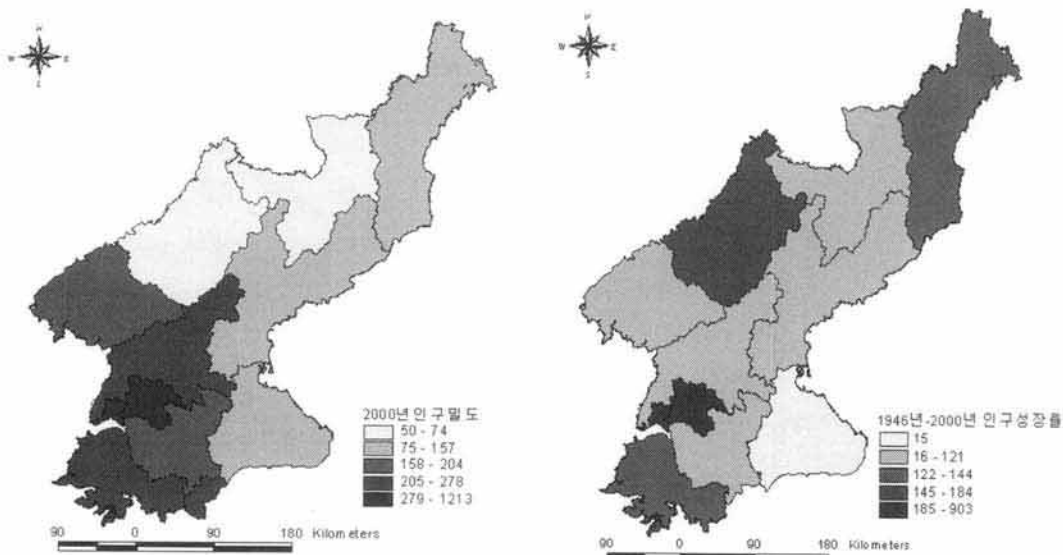 N
W E
S
2000년 인구밀도
50 - 74
75 - 157
158 - 204
205 - 278
279 - 1213
90 0 90 180 Kilometers
N
W E
S
1946년-2000년 인구성장률
15
16 - 121
122 - 144
145 - 184
185 - 903
90 0 90 180 Kilometers